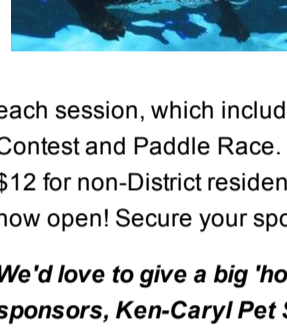 each session, which includ
Contest and Paddle Race.
$12 for non-District residen
now open! Secure your spo
We'd love to give a big 'ho
sponsors, Ken-Caryl Pet S